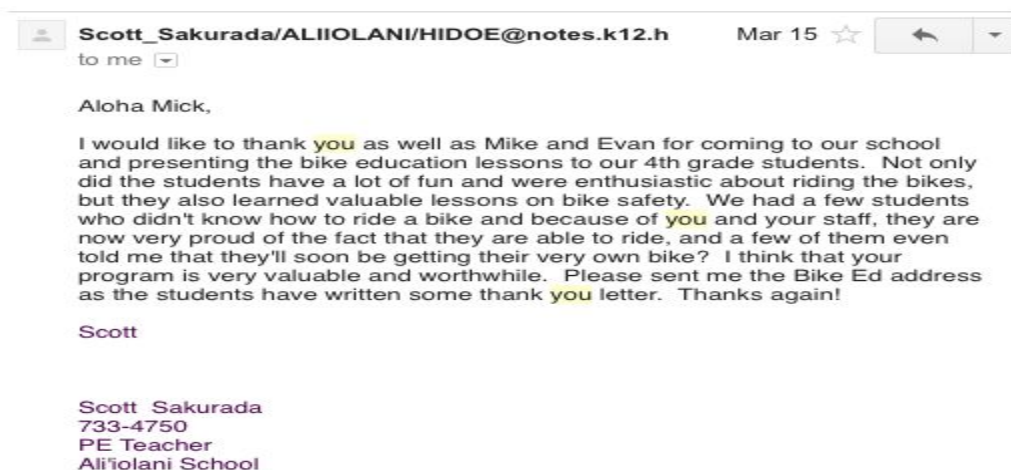 Scott_Sakurada/ALIIOLANI/HIDOE@notes.k12.h Mar 15
to me
Aloha Mick,
I would like to thank you as well as Mike and Evan for coming to our school
and presenting the bike education lessons to our 4th grade students. Not only
did the students have a lot of fun and were enthusiastic about riding the bikes,
but they also learned valuable lessons on bike safety. We had a few students
who didn't know how to ride a bike and because of you and your staff, they are
now very proud of the fact that they are able to ride, and a few of them even
told me that they'll soon be getting their very own bike? I think that your
program is very valuable and worthwhile. Please sent me the Bike Ed address
as the students have written some thank you letter. Thanks again!
Scott
Scott Sakurada
733-4750
PE Teacher
Ali'iolani School